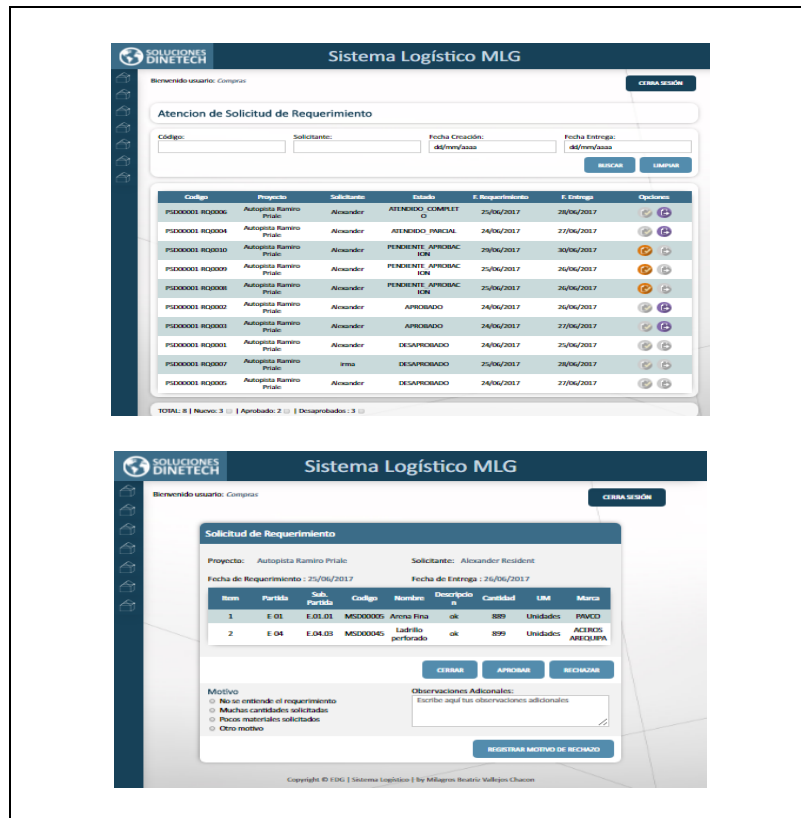 SOLUCIONES DINETECH
Sistema Logístico MLG
Bienvenido usuario: Compras
CERRA SESIÓN
Atencion de Solicitud de Requerimiento
Código: Solicitante: Fecha Creación: Fecha Entrega:
dd/mm/aaaa dd/mm/aaaa
BUSCAR LIMPIAR
Codigo Proyecto Solicitante Estado F. Requerimiento F. Entrega Opciones
PSD00001-RQ0006 Autopista Ramiro Priale Alexander ATENDIDO_COMPLETO 25/06/2017 28/06/2017
PSD00001-RQ0004 Autopista Ramiro Priale Alexander ATENDIDO_PARCIAL 24/06/2017 27/06/2017
PSD00001-RQ0010 Autopista Ramiro Priale Alexander PENDIENTE_APROBACION 29/06/2017 30/06/2017
PSD00001-RQ0009 Autopista Ramiro Priale Alexander PENDIENTE_APROBACION 25/06/2017 26/06/2017
PSD00001-RQ0008 Autopista Ramiro Priale Alexander PENDIENTE_APROBACION 26/06/2017 26/06/2017
PSD00001-RQ0002 Autopista Ramiro Priale Alexander APROBADO 24/06/2017 26/06/2017
PSD00001-RQ0003 Autopista Ramiro Priale Alexander APROBADO 24/06/2017 27/06/2017
PSD00001-RQ0001 Autopista Ramiro Priale Alexander DESAPROBADO 24/06/2017 25/06/2017
PSD00001-RQ0007 Autopista Ramiro Priale irma DESAPROBADO 25/06/2017 28/06/2017
PSD00001-RQ0005 Autopista Ramiro Priale Alexander DESAPROBADO 24/06/2017 27/06/2017
TOTAL: 8 | Nuevo: 3 | Aprobado: 2 | Desaprobados : 3
SOLUCIONES DINETECH
Sistema Logístico MLG
Bienvenido usuario: Compras
CERRA SESIÓN
Solicitud de Requerimiento
Proyecto: Autopista Ramiro Priale Solicitante: Alexander Resident
Fecha de Requerimiento : 25/06/2017 Fecha de Entrega : 26/06/2017
Item Partida Sub. Partida Codigo Nombre Descripcion Cantidad UM Marca
1 E-01 E.01.01 MSD00005 Arena Fina ok 889 Unidades PAVCO
2 E-04 E.04.03 MSD00045 Ladrillo perforado ok 899 Unidades ACEROS AREQUIPA
CERRAR APROBAR RECHAZAR
Motivo
No se entiende el requerimiento
Muchas cantidades solicitadas
Pocos materiales solicitados
Otro motivo
Observaciones Adiconales:
Escribe aquí tus observaciones adicionales
REGISTRAR MOTIVO DE RECHAZO
Copyright © EDG | Sistema Logístico | by Milagros Beatriz Vallejos Chacon